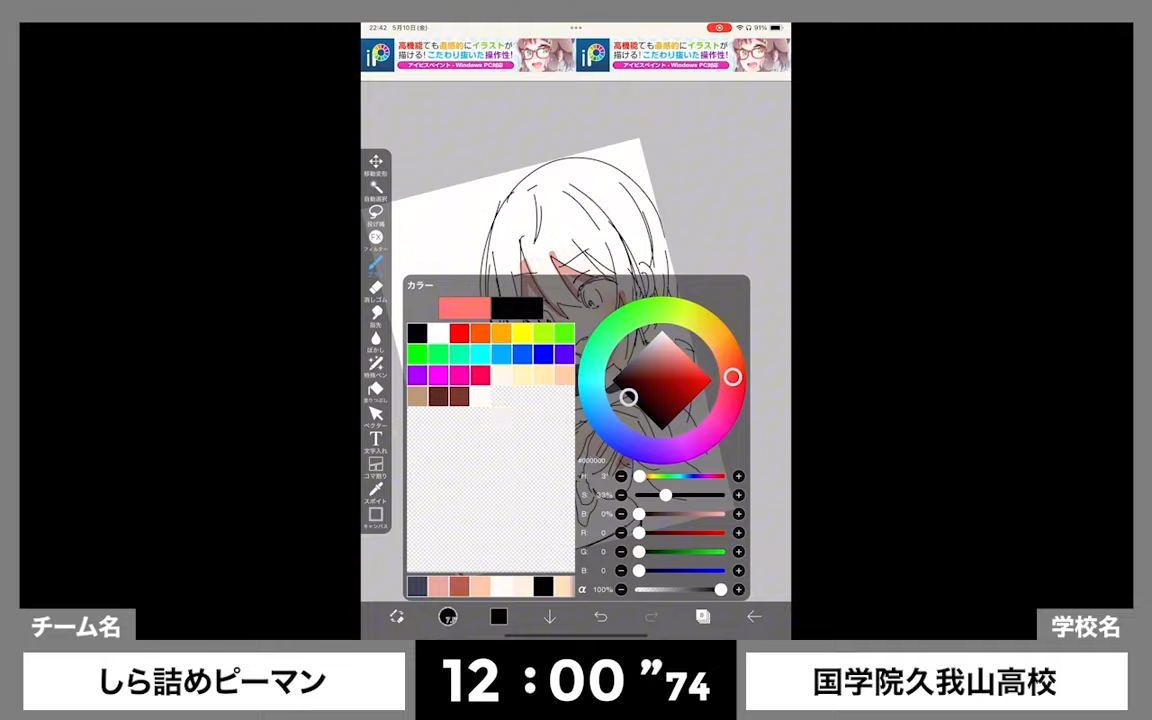 22:42 5月10日(金)
91%
高機能でも直感的にイラストが
描ける!こだわり抜いた操作性!
アイビスペイント - Windows PC対応
高機能でも直感的にイラストが
描ける!こだわり抜いた操作性!
アイビスペイント - Windows PC対応
移動変形
自動選択
投げ縄
FX
フィルター
ブラシ
消しゴム
指先
ぼかし
特殊ペン
塗りつぶし
ベクター
T
文字入れ
コマ割り
スポイト
キャンバス
カラー
#000000
H: 3°
S: 33%
B: 0%
R: 0
G: 0
B: 0
α 100%
チーム名
しら詰めピーマン
12:00"74
学校名
国学院久我山高校